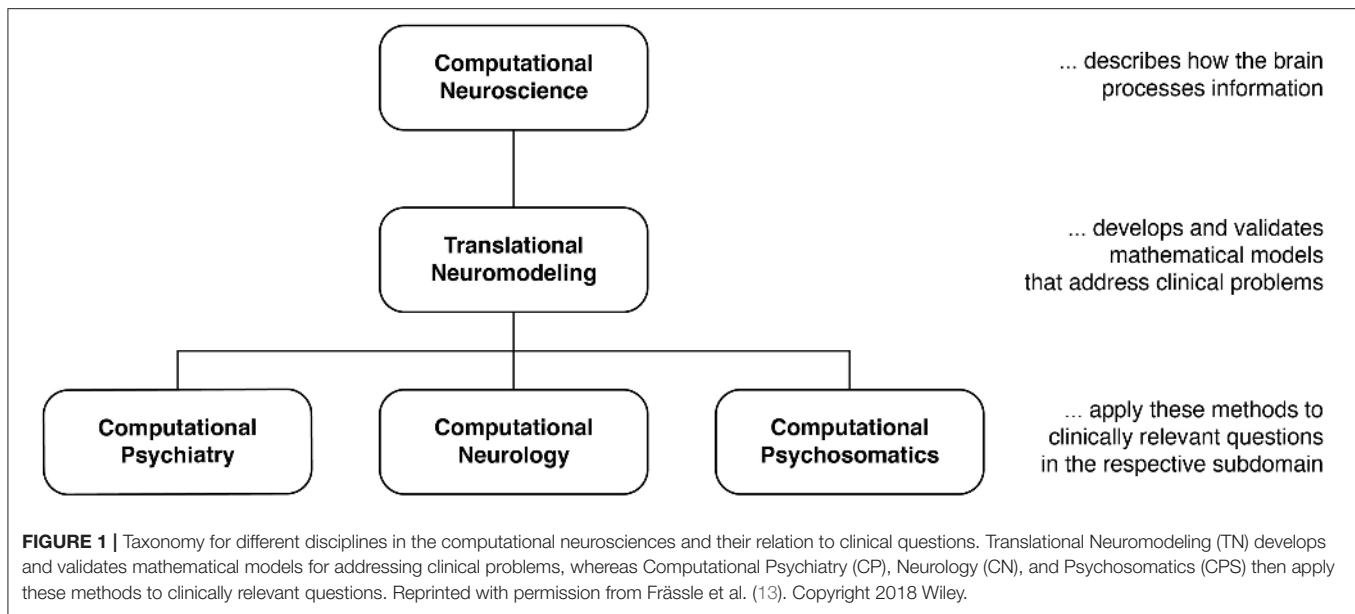 Computational
Neuroscience
... describes how the brain
processes information
Translational
Neuromodeling
... develops and validates
mathematical models
that address clinical problems
Computational
Psychiatry
Computational
Neurology
Computational
Psychosomatics
... apply these methods to
clinically relevant questions
in the respective subdomain
FIGURE 1 | Taxonomy for different disciplines in the computational neurosciences and their relation to clinical questions. Translational Neuromodeling (TN) develops
and validates mathematical models for addressing clinical problems, whereas Computational Psychiatry (CP), Neurology (CN), and Psychosomatics (CPS) then apply
these methods to clinically relevant questions. Reprinted with permission from Frässle et al. (13). Copyright 2018 Wiley.